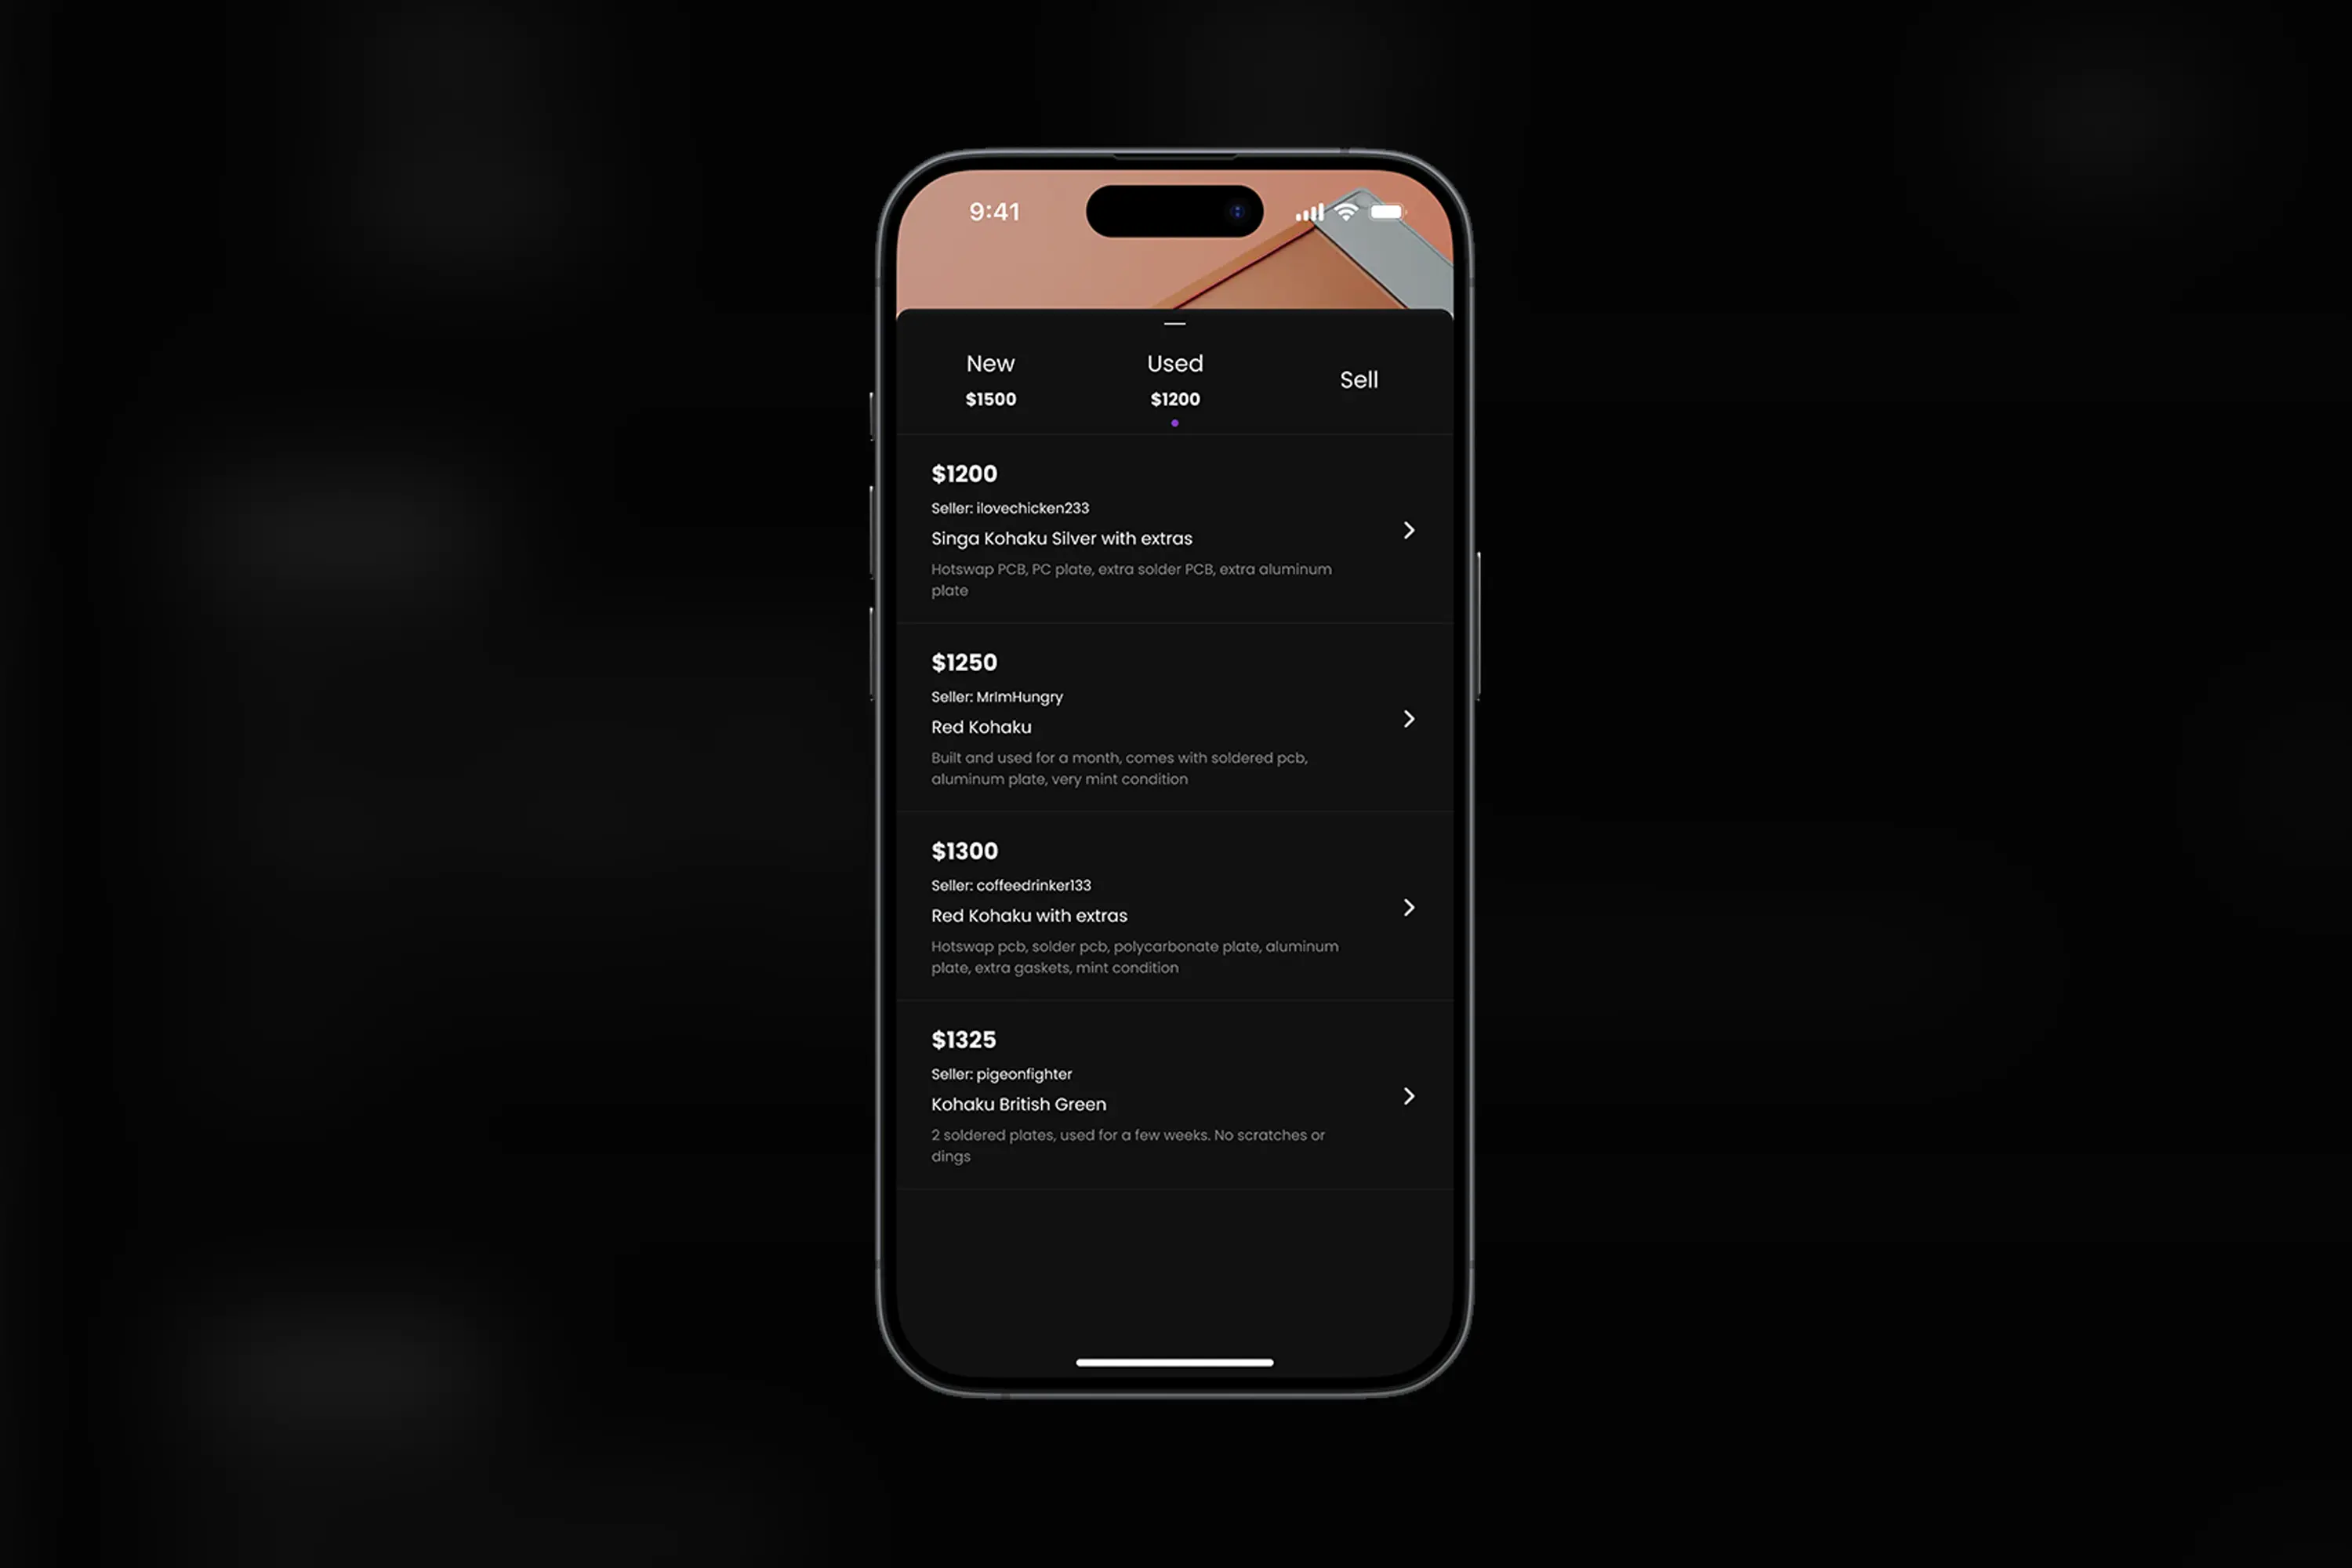 9:41
New
Used
Sell
$1500
$1200
$1200
Seller: ilovechicken233
Singa Kohaku Silver with extras
Hotswap PCB, PC plate, extra solder PCB, extra aluminum
plate
$1250
Seller: MrImHungry
Red Kohaku
Built and used for a month, comes with soldered pcb,
aluminum plate, very mint condition
$1300
Seller: coffeedrinker133
Red Kohaku with extras
Hotswap pcb, solder pcb, polycarbonate plate, aluminum
plate, extra gaskets, mint condition
$1325
Seller: pigeonfighter
Kohaku British Green
2 soldered plates, used for a few weeks. No scratches or
dings